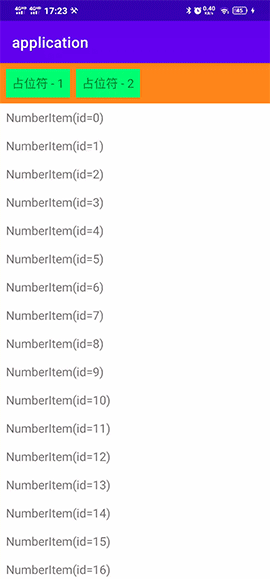 4G 4G 17:23 0.40 KB/s 45
application
占位符 - 1 占位符 - 2
NumberItem(id=0)
NumberItem(id=1)
NumberItem(id=2)
NumberItem(id=3)
NumberItem(id=4)
NumberItem(id=5)
NumberItem(id=6)
NumberItem(id=7)
NumberItem(id=8)
NumberItem(id=9)
NumberItem(id=10)
NumberItem(id=11)
NumberItem(id=12)
NumberItem(id=13)
NumberItem(id=14)
NumberItem(id=15)
NumberItem(id=16)